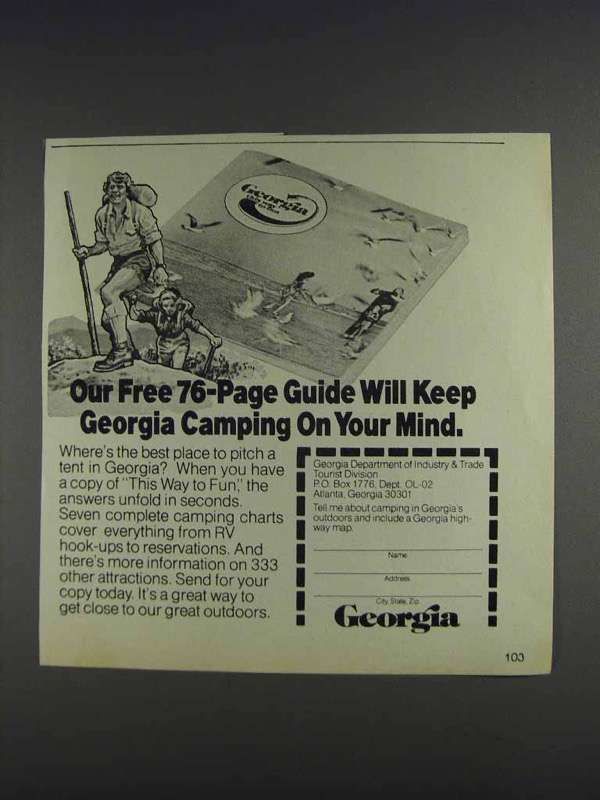 Georgia
Our Free 76-Page Guide Will Keep
Georgia Camping On Your Mind.
Where's the best place to pitch a
tent in Georgia? When you have
a copy of "This Way to Fun," the
answers unfold in seconds.
Seven complete camping charts
cover everything from RV
hook-ups to reservations. And
there's more information on 333
other attractions. Send for your
copy today. It's a great way to
get close to our great outdoors.
Georgia Department of Industry & Trade
Tourist Division
P.O. Box 1776, Dept. OL-02
Atlanta, Georgia 30301
Tell me about camping in Georgia's
outdoors and include a Georgia high-
way map.
Name
Address
City, State, Zip
Georgia
103